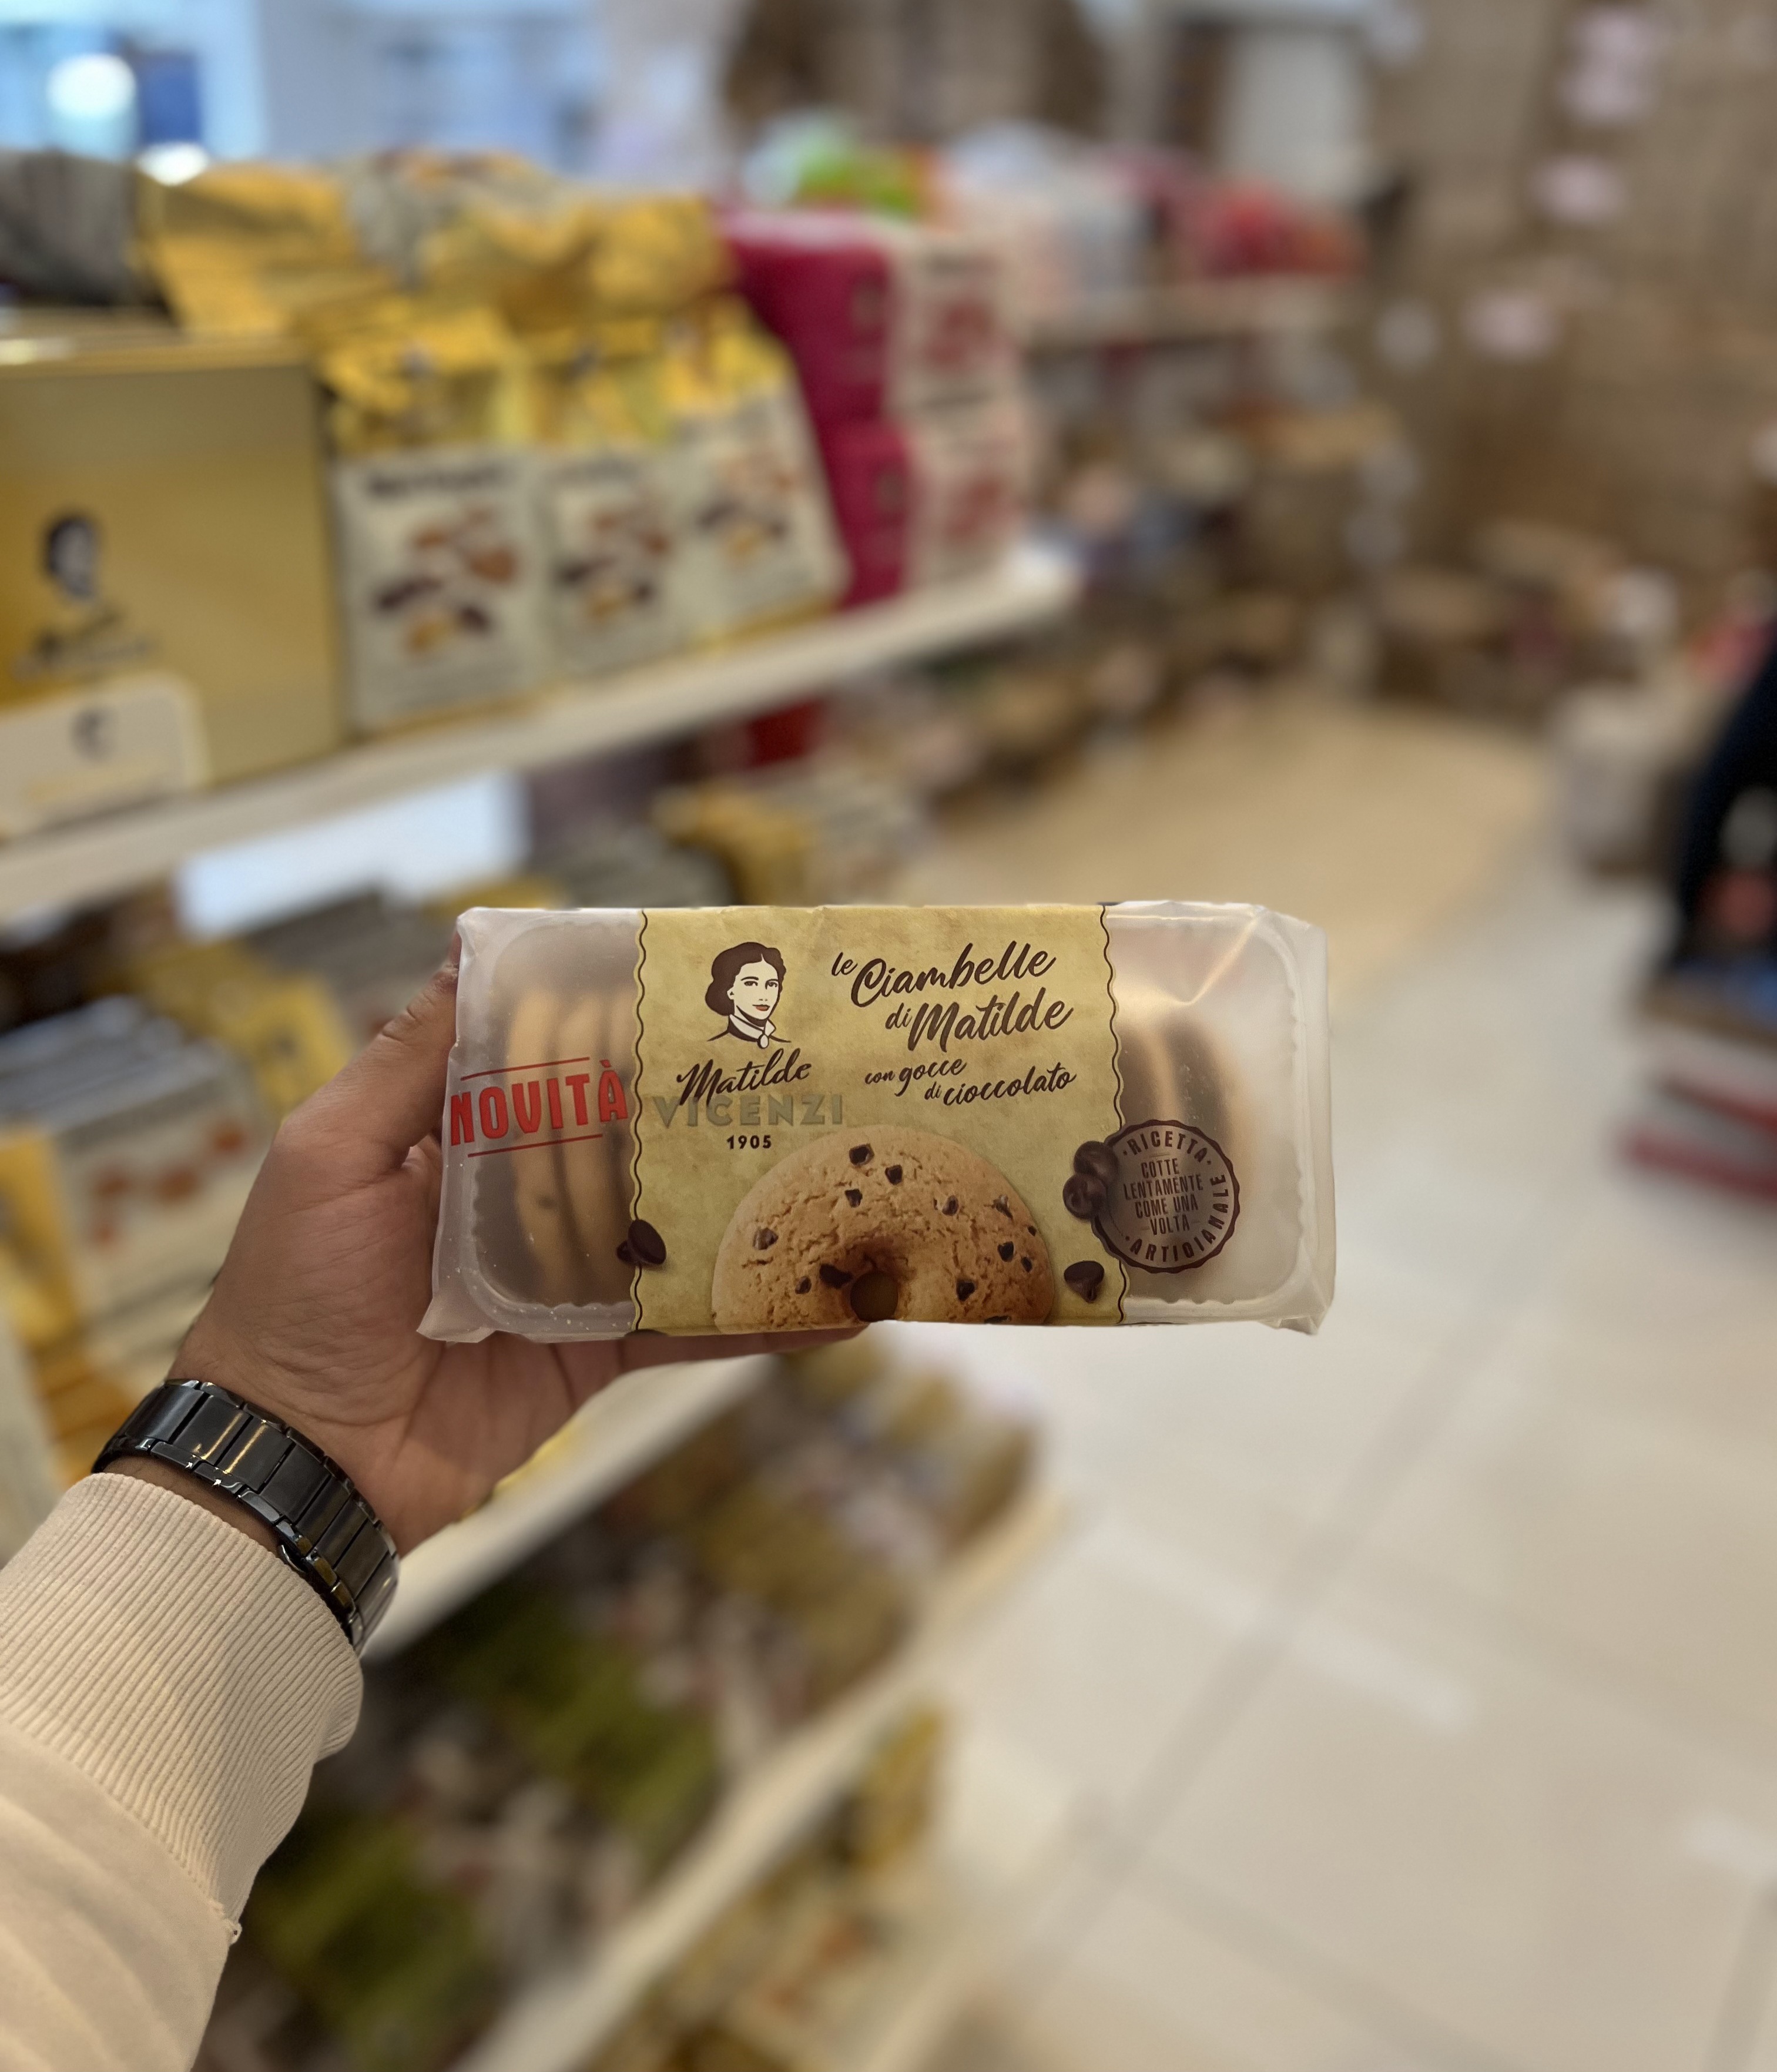 le Ciambelle
di Matilde
con gocce
di cioccolato
Matilde
VICENZI
1905
NOVITÀ
·RICETTA·
COTTE
LENTAMENTE
COME UNA
VOLTA
·ARTIGIANALE